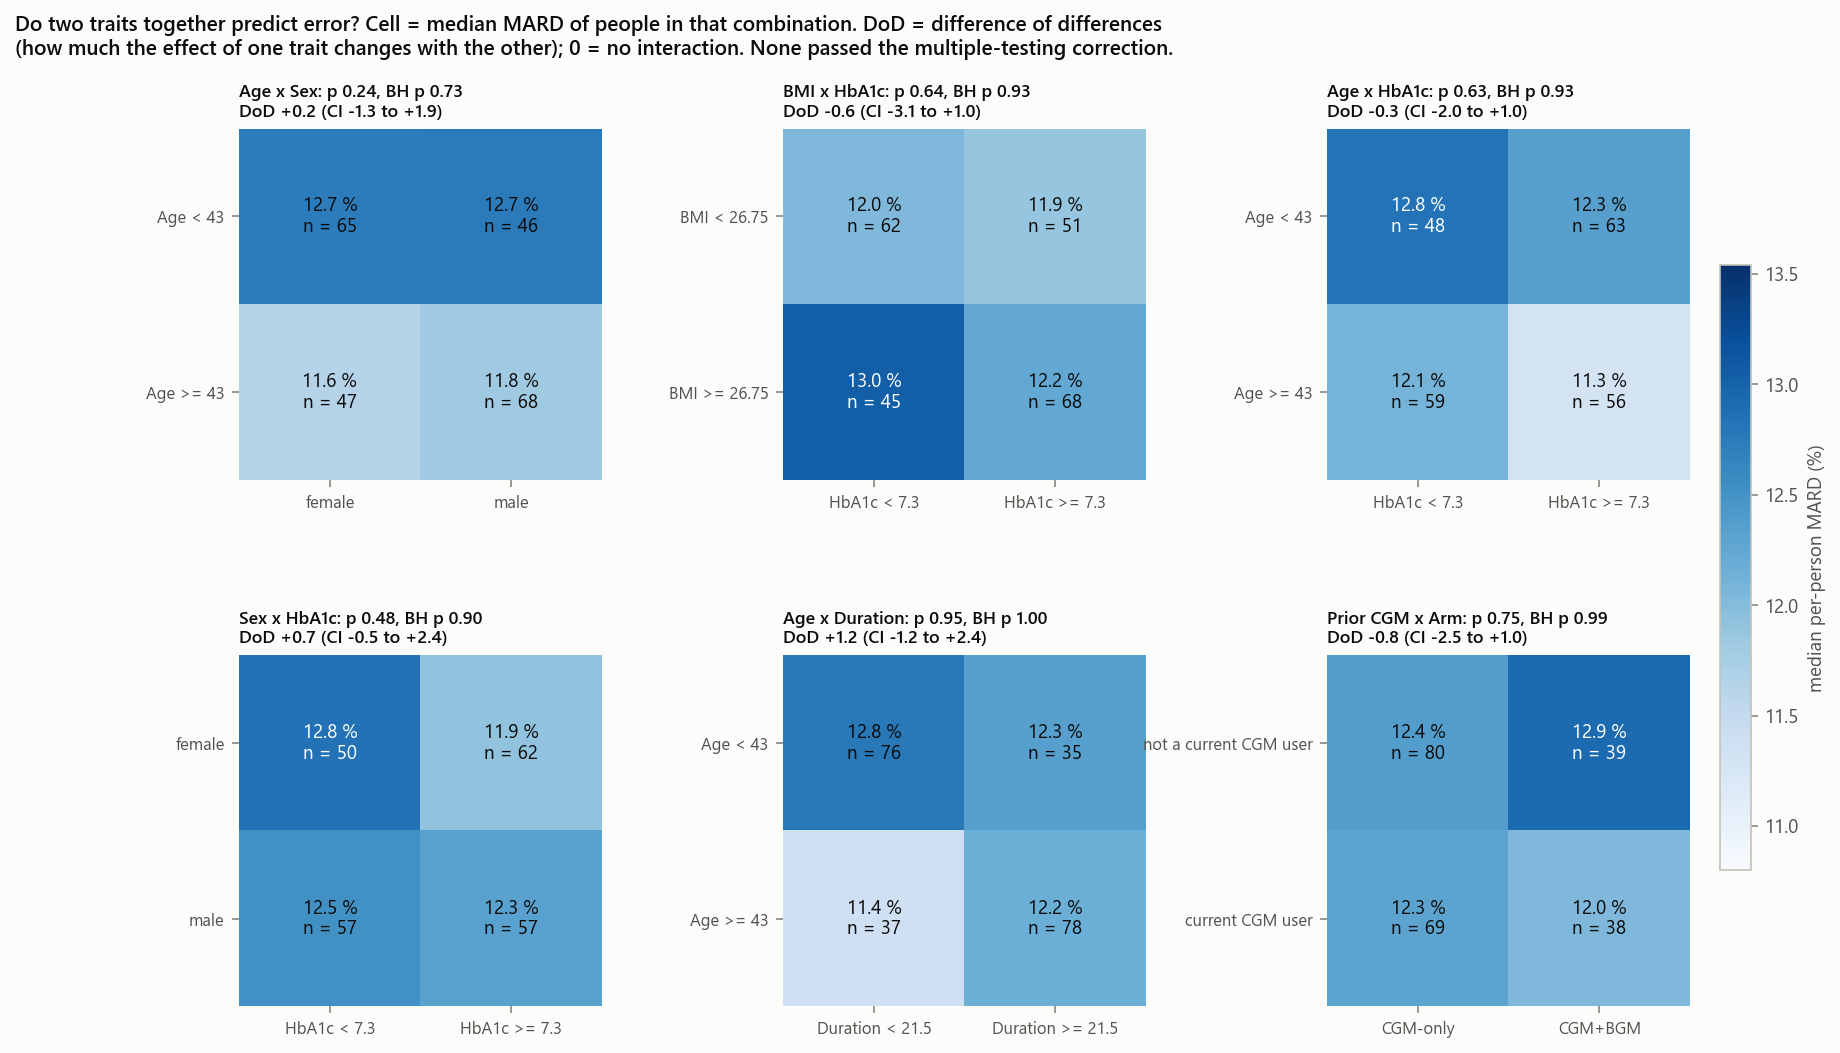 Do two traits together predict error? Cell = median MARD of people in that combination. DoD = difference of differences
(how much the effect of one trait changes with the other); 0 = no interaction. None passed the multiple-testing correction.
Age x Sex: p 0.24, BH p 0.73
DoD +0.2 (CI -1.3 to +1.9)
Age < 43
12.7 %
n = 65
12.7 %
n = 46
Age >= 43
11.6 %
n = 47
11.8 %
n = 68
female
male
BMI x HbA1c: p 0.64, BH p 0.93
DoD -0.6 (CI -3.1 to +1.0)
BMI < 26.75
12.0 %
n = 62
11.9 %
n = 51
BMI >= 26.75
13.0 %
n = 45
12.2 %
n = 68
HbA1c < 7.3
HbA1c >= 7.3
Age x HbA1c: p 0.63, BH p 0.93
DoD -0.3 (CI -2.0 to +1.0)
Age < 43
12.8 %
n = 48
12.3 %
n = 63
Age >= 43
12.1 %
n = 59
11.3 %
n = 56
HbA1c < 7.3
HbA1c >= 7.3
Sex x HbA1c: p 0.48, BH p 0.90
DoD +0.7 (CI -0.5 to +2.4)
female
12.8 %
n = 50
11.9 %
n = 62
male
12.5 %
n = 57
12.3 %
n = 57
HbA1c < 7.3
HbA1c >= 7.3
Age x Duration: p 0.95, BH p 1.00
DoD +1.2 (CI -1.2 to +2.4)
Age < 43
12.8 %
n = 76
12.3 %
n = 35
Age >= 43
11.4 %
n = 37
12.2 %
n = 78
Duration < 21.5
Duration >= 21.5
Prior CGM x Arm: p 0.75, BH p 0.99
DoD -0.8 (CI -2.5 to +1.0)
not a current CGM user
12.4 %
n = 80
12.9 %
n = 39
current CGM user
12.3 %
n = 69
12.0 %
n = 38
CGM-only
CGM+BGM
13.5
13.0
12.5
12.0
11.5
11.0
median per-person MARD (%)